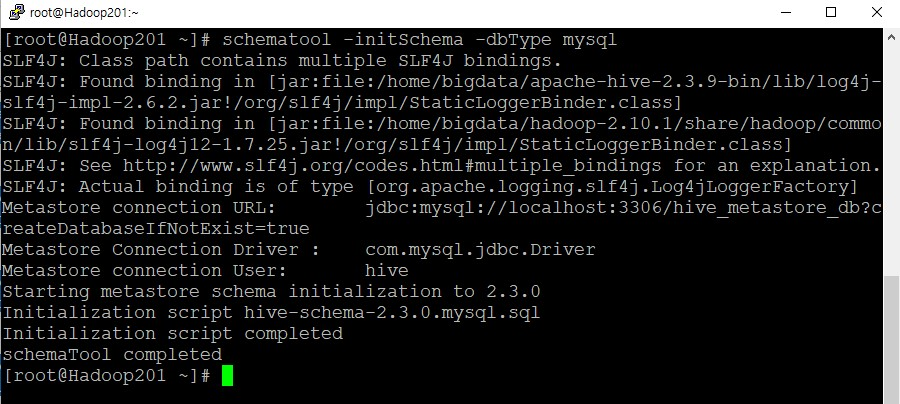 root@Hadoop201:~
[root@Hadoop201 ~]# schematool -initSchema -dbType mysql
SLF4J: Class path contains multiple SLF4J bindings.
SLF4J: Found binding in [jar:file:/home/bigdata/apache-hive-2.3.9-bin/lib/log4j-
slf4j-impl-2.6.2.jar!/org/slf4j/impl/StaticLoggerBinder.class]
SLF4J: Found binding in [jar:file:/home/bigdata/hadoop-2.10.1/share/hadoop/commo
n/lib/slf4j-log4j12-1.7.25.jar!/org/slf4j/impl/StaticLoggerBinder.class]
SLF4J: See http://www.slf4j.org/codes.html#multiple_bindings for an explanation.
SLF4J: Actual binding is of type [org.apache.logging.slf4j.Log4jLoggerFactory]
Metastore connection URL:        jdbc:mysql://localhost:3306/hive_metastore_db?c
reateDatabaseIfNotExist=true
Metastore Connection Driver :    com.mysql.jdbc.Driver
Metastore connection User:       hive
Starting metastore schema initialization to 2.3.0
Initialization script hive-schema-2.3.0.mysql.sql
Initialization script completed
schemaTool completed
[root@Hadoop201 ~]#